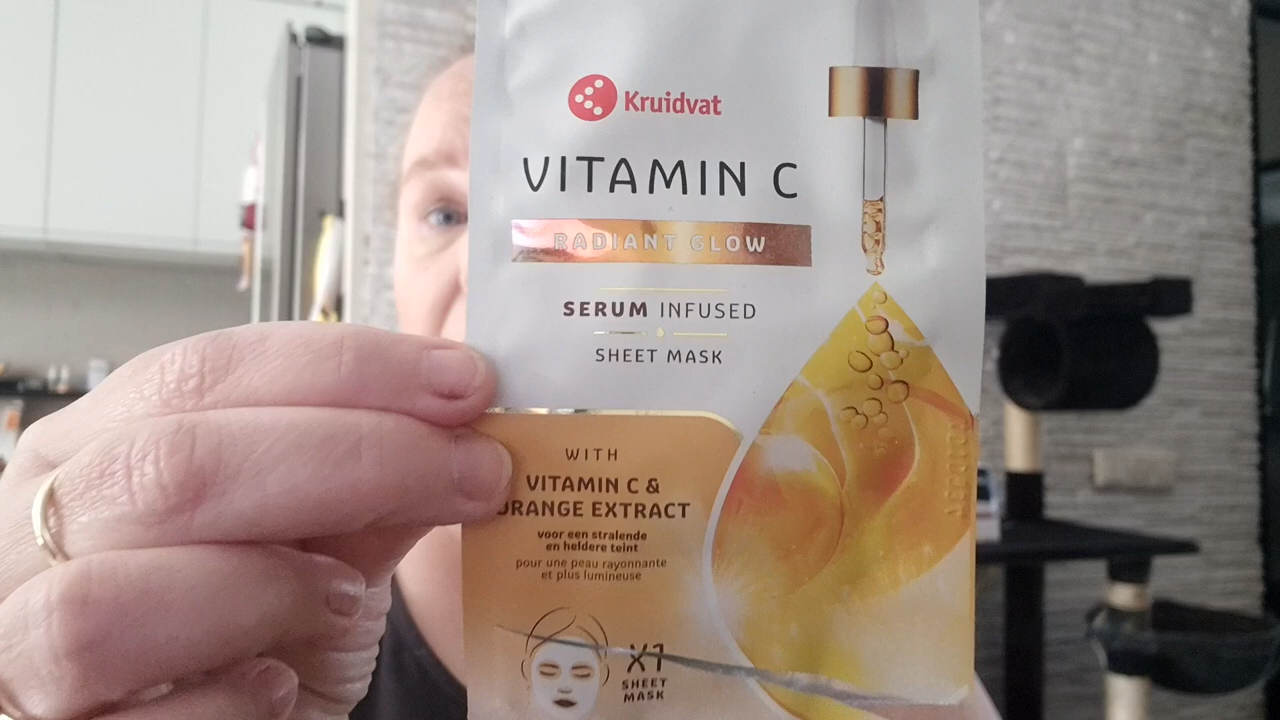 Kruidvat
VITAMIN C
RADIANT GLOW
SERUM INFUSED
SHEET MASK
WITH
VITAMIN C &
ORANGE EXTRACT
voor een stralende
en heldere teint
pour une peau rayonnante
et plus lumineuse
X1
SHEET
MASK